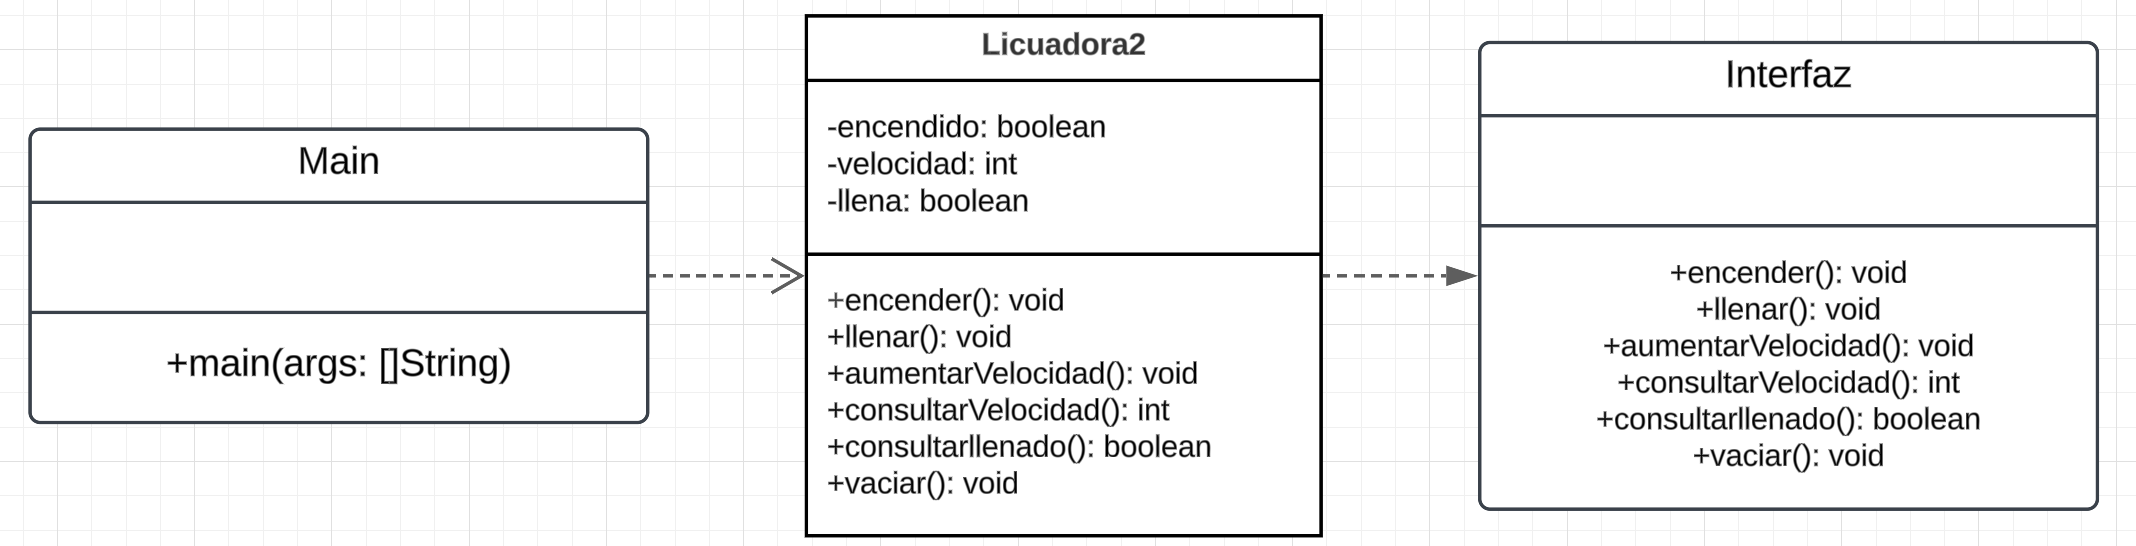 Main
+main(args: []String)
Licuadora2
-encendido: boolean
-velocidad: int
-llena: boolean
+encender(): void
+llenar(): void
+aumentarVelocidad(): void
+consultarVelocidad(): int
+consultarllenado(): boolean
+vaciar(): void
Interfaz
+encender(): void
+llenar(): void
+aumentarVelocidad(): void
+consultarVelocidad(): int
+consultarllenado(): boolean
+vaciar(): void